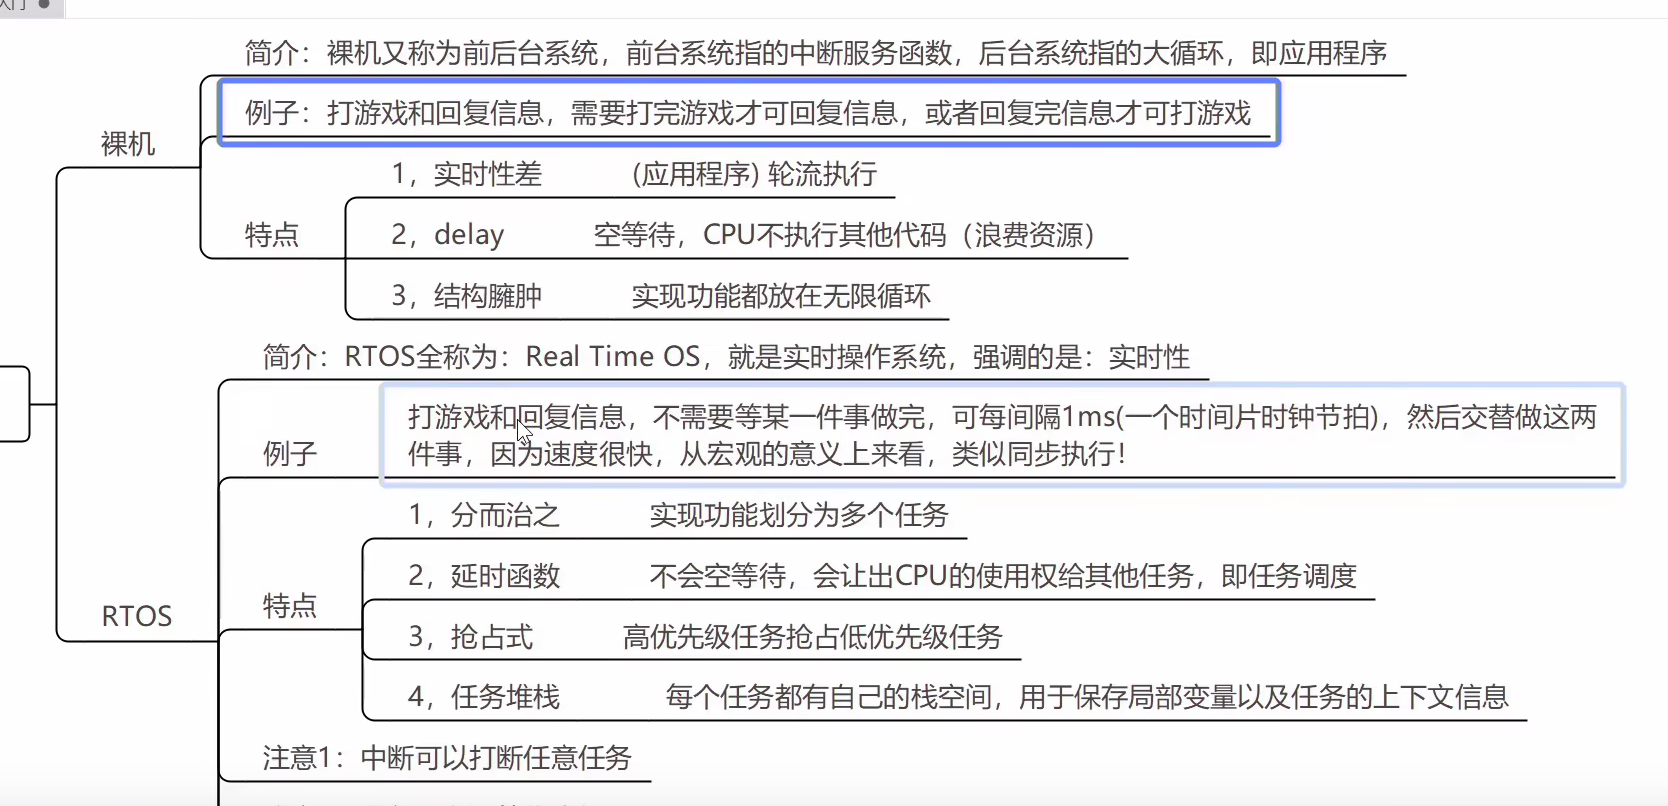 入门
简介：裸机又称为前后台系统，前台系统指的中断服务函数，后台系统指的大循环，即应用程序
例子：打游戏和回复信息，需要打完游戏才可回复信息，或者回复完信息才可打游戏
裸机
1，实时性差 (应用程序) 轮流执行
特点
2，delay 空等待，CPU不执行其他代码（浪费资源）
3，结构臃肿 实现功能都放在无限循环
简介：RTOS全称为：Real Time OS，就是实时操作系统，强调的是：实时性
例子
打游戏和回复信息，不需要等某一件事做完，可每间隔1ms(一个时间片时钟节拍)，然后交替做这两
件事，因为速度很快，从宏观的意义上来看，类似同步执行！
RTOS
特点
1，分而治之 实现功能划分为多个任务
2，延时函数 不会空等待，会让出CPU的使用权给其他任务，即任务调度
3，抢占式 高优先级任务抢占低优先级任务
4，任务堆栈 每个任务都有自己的栈空间，用于保存局部变量以及任务的上下文信息
注意1：中断可以打断任意任务